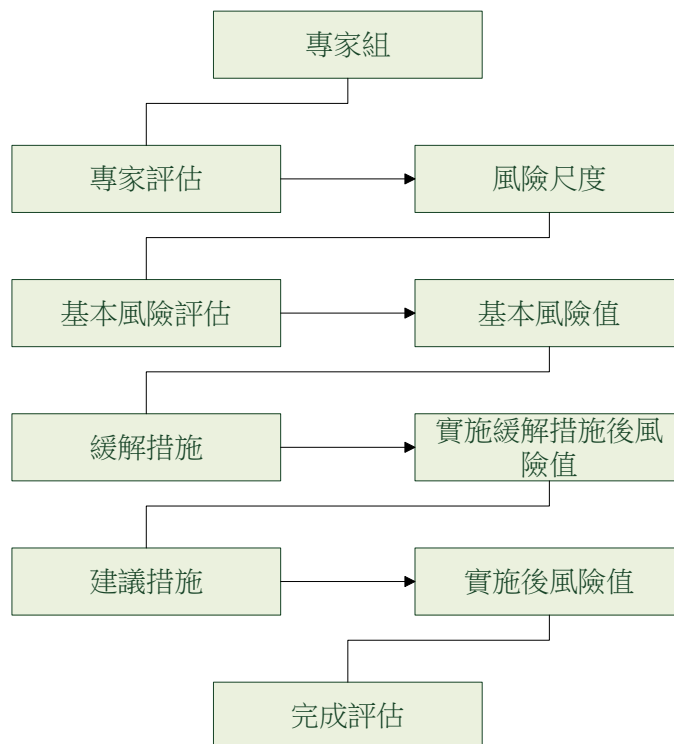 專家組
專家評估
風險尺度
基本風險評估
基本風險值
緩解措施
實施緩解措施後風
險值
建議措施
實施後風險值
完成評估